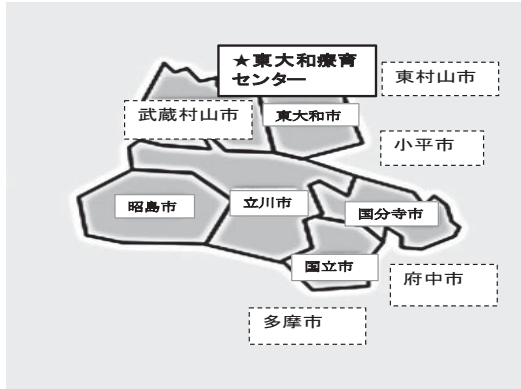 ★東大和療育
センター
東村山市
武蔵村山市
東大和市
小平市
昭島市
立川市
国分寺市
国立市
府中市
多摩市